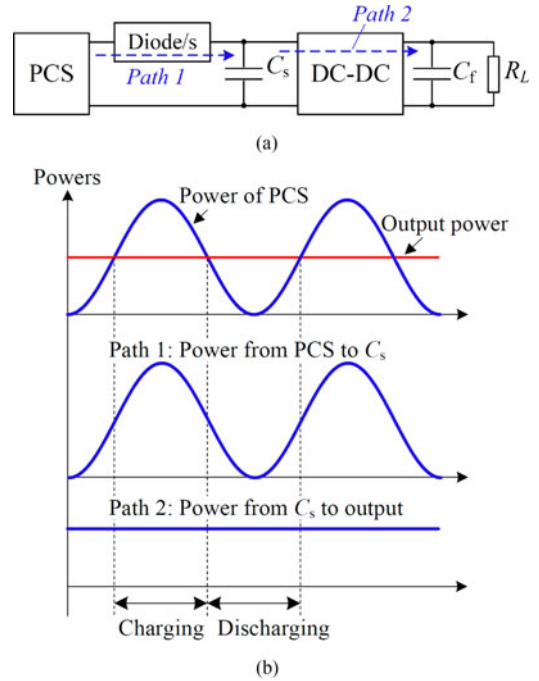 Diode/s
Path 2
PCS
Path 1
Cs
DC-DC
Cf
RL
(a)
Powers
Power of PCS
Output power
Path 1: Power from PCS to Cs
Path 2: Power from Cs to output
Charging
Discharging
(b)